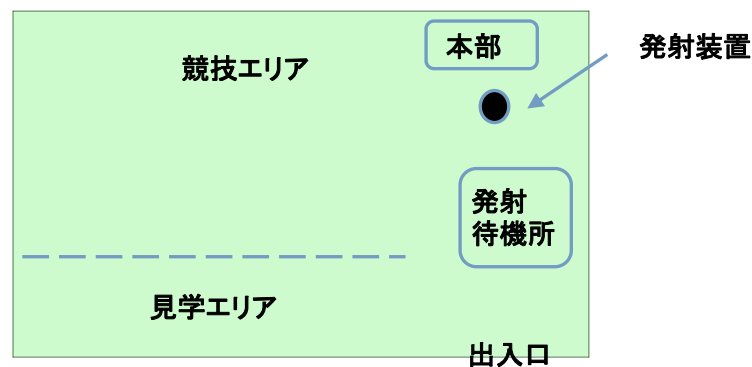 本部
発射装置
競技エリア
発射
待機所
見学エリア
出入口